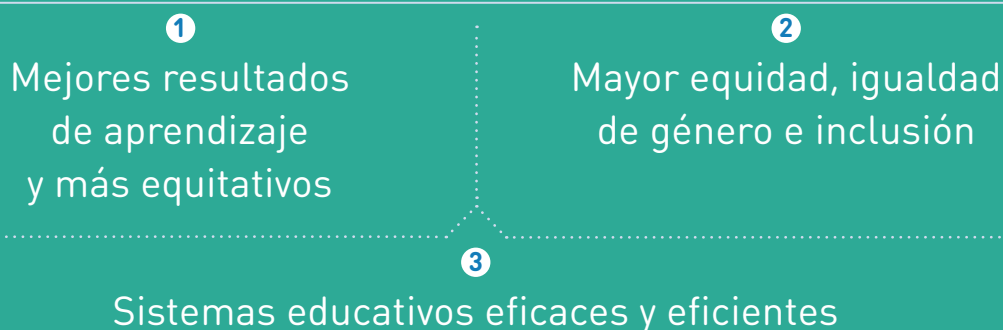 1
Mejores resultados
de aprendizaje
y más equitativos
2
Mayor equidad, igualdad
de género e inclusión
3
Sistemas educativos eficaces y eficientes